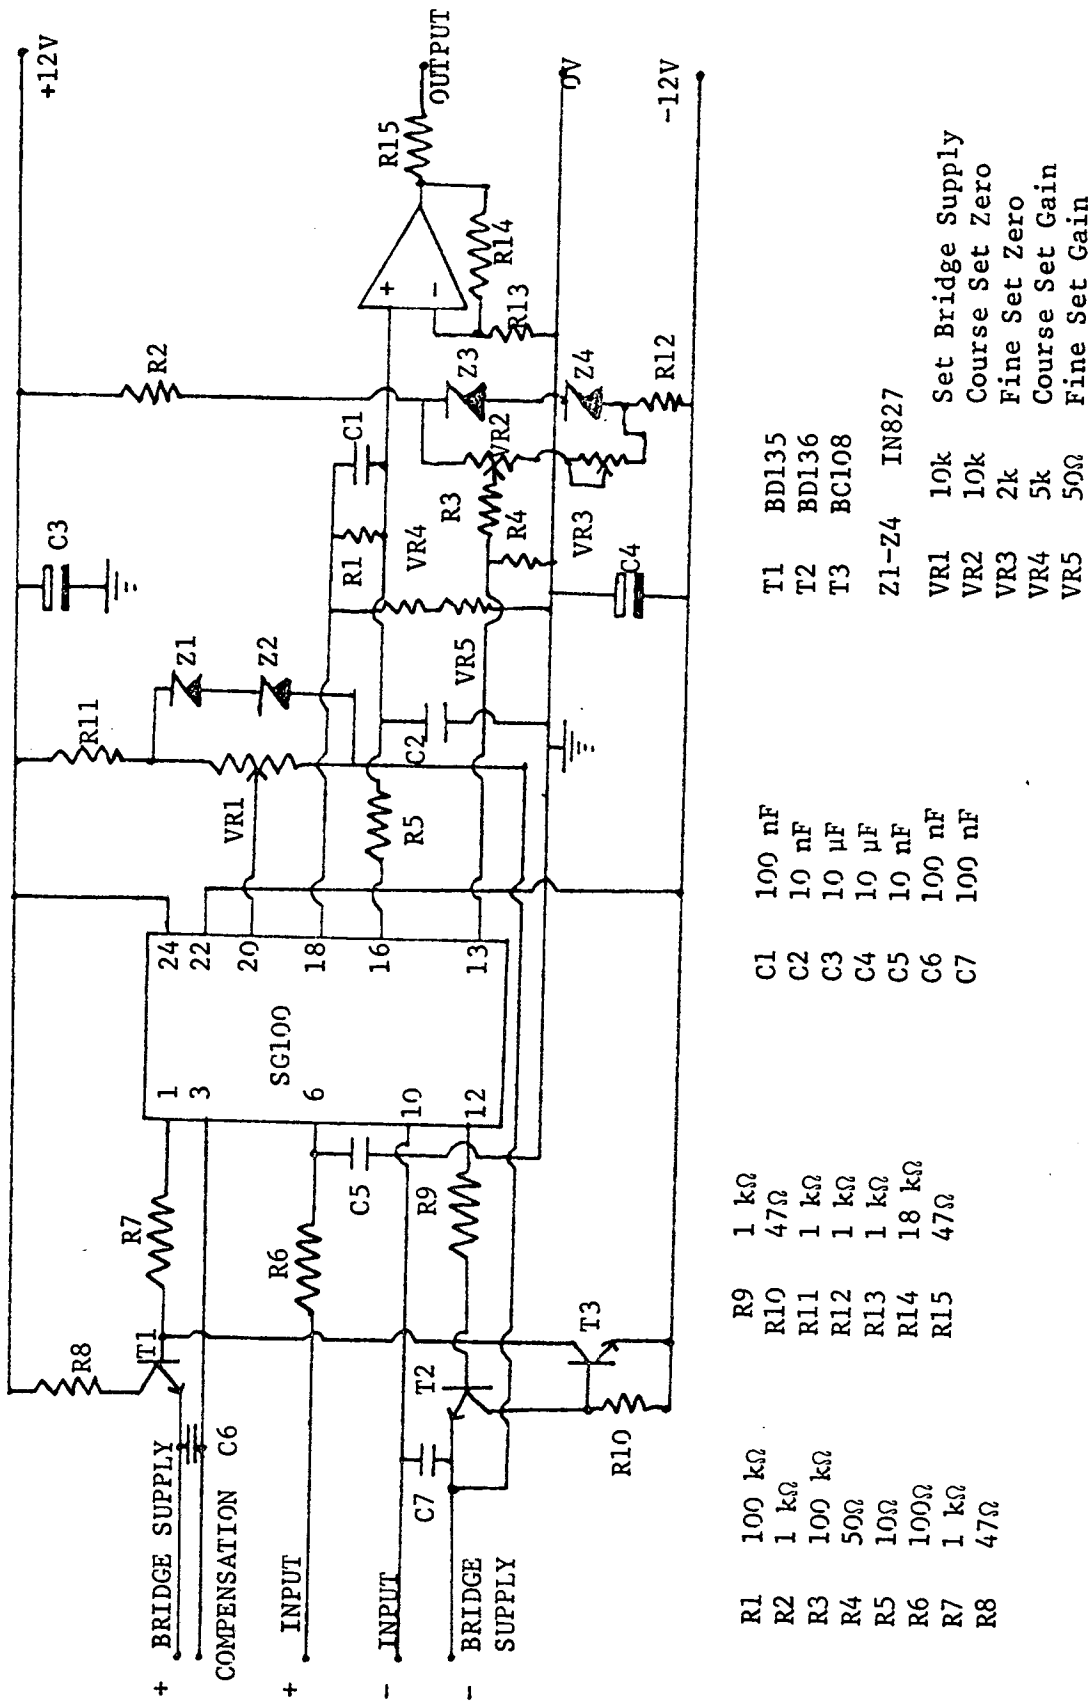 +12V
C3
R2
R11
Z1
Z2
R8
R7
T1
1
3
6
10
12
SG100
24
22
20
18
16
13
VR1
R1
C1
VR4
R3
R4
VR2
Z3
Z4
R12
VR3
VR5
C2
R5
C4
R13
R14
R15
+
-
OUTPUT
0V
-12V
+ BRIDGE SUPPLY
COMPENSATION C6
+ INPUT
R6
C5
R9
- INPUT
C7
T2
T3
R10
- BRIDGE
SUPPLY
R1 100 kΩ
R2 1 kΩ
R3 100 kΩ
R4 50Ω
R5 10Ω
R6 100Ω
R7 1 kΩ
R8 47Ω
R9 1 kΩ
R10 47Ω
R11 1 kΩ
R12 1 kΩ
R13 1 kΩ
R14 18 kΩ
R15 47Ω
C1 100 nF
C2 10 nF
C3 10 µF
C4 10 µF
C5 10 nF
C6 100 nF
C7 100 nF
T1 BD135
T2 BD136
T3 BC108
Z1-Z4 IN827
VR1 10k Set Bridge Supply
VR2 10k Course Set Zero
VR3 2k Fine Set Zero
VR4 5k Course Set Gain
VR5 50Ω Fine Set Gain